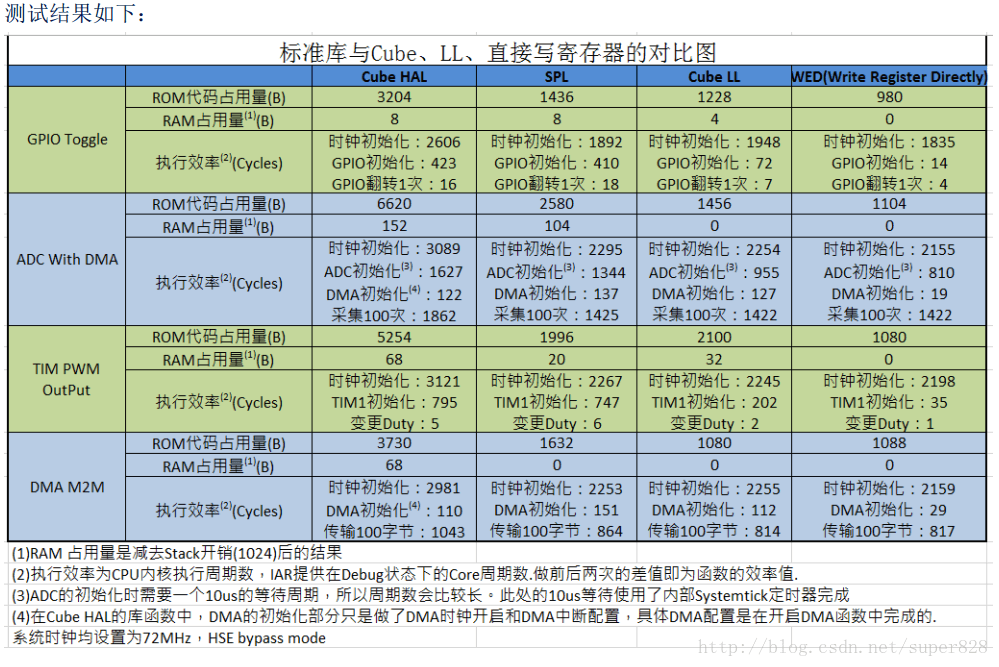 测试结果如下：
标准库与Cube、LL、直接写寄存器的对比图
Cube HAL SPL Cube LL WED(Write Register Directly)
GPIO Toggle
ROM代码占用量(B) 3204 1436 1228 980
RAM占用量(1)(B) 8 8 4 0
执行效率(2)(Cycles)
时钟初始化：2606 时钟初始化：1892 时钟初始化：1948 时钟初始化：1835
GPIO初始化：423 GPIO初始化：410 GPIO初始化：72 GPIO初始化：14
GPIO翻转1次：16 GPIO翻转1次：18 GPIO翻转1次：7 GPIO翻转1次：4
ADC With DMA
ROM代码占用量(B) 6620 2580 1456 1104
RAM占用量(1)(B) 152 104 0 0
执行效率(2)(Cycles)
时钟初始化：3089 时钟初始化：2295 时钟初始化：2254 时钟初始化：2155
ADC初始化(3)：1627 ADC初始化(3)：1344 ADC初始化(3)：955 ADC初始化(3)：810
DMA初始化(4)：122 DMA初始化：137 DMA初始化：127 DMA初始化：19
采集100次：1862 采集100次：1425 采集100次：1422 采集100次：1422
TIM PWM
OutPut
ROM代码占用量(B) 5254 1996 2100 1080
RAM占用量(1)(B) 68 20 32 0
执行效率(2)(Cycles)
时钟初始化：3121 时钟初始化：2267 时钟初始化：2245 时钟初始化：2198
TIM1初始化：795 TIM1初始化：747 TIM1初始化：202 TIM1初始化：35
变更Duty：5 变更Duty：6 变更Duty：2 变更Duty：1
DMA M2M
ROM代码占用量(B) 3730 1632 1080 1088
RAM占用量(1)(B) 68 0 0 0
执行效率(2)(Cycles)
时钟初始化：2981 时钟初始化：2253 时钟初始化：2255 时钟初始化：2159
DMA初始化(4)：110 DMA初始化：151 DMA初始化：112 DMA初始化：29
传输100字节：1043 传输100字节：864 传输100字节：814 传输100字节：817
(1)RAM 占用量是减去Stack开销(1024)后的结果
(2)执行效率为CPU内核执行周期数，IAR提供在Debug状态下的Core周期数.做前后两次的差值即为函数的效率值.
(3)ADC的初始化时需要一个10us的等待周期，所以周期数会比较长。此处的10us等待使用了内部Systemtick定时器完成
(4)在Cube HAL的库函数中，DMA的初始化部分只是做了DMA时钟开启和DMA中断配置，具体DMA配置是在开启DMA函数中完成的.
系统时钟均设置为72MHz，HSE bypass mode
http://blog.csdn.net/super828